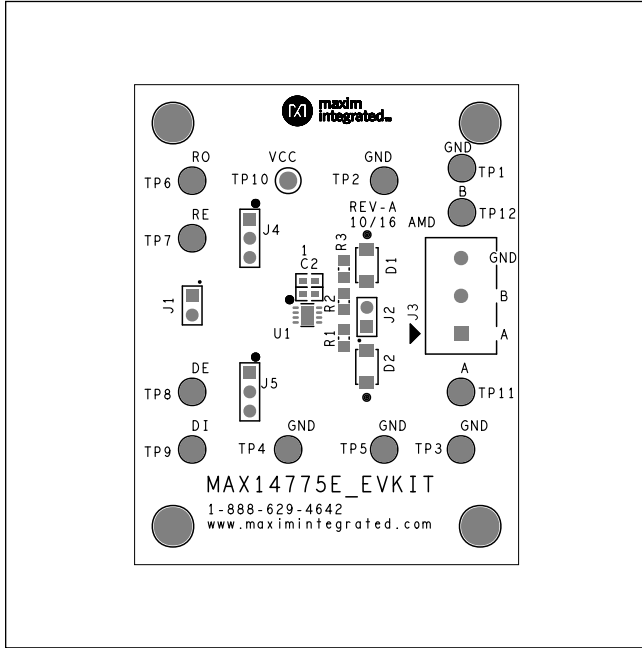 maxim
integrated™
RO
VCC
GND
GND
TP6
TP10
TP2
TP1
B
TP12
RE
TP7
J4
REV-A
10/16 AMD
R3
D1
GND
1
C2
J1
R2
J2
J3
B
U1
R1
A
D2
DE
TP8
J5
A
TP11
DI
TP9
GND
TP4
GND
TP5
GND
TP3
MAX14775E_EVKIT
1-888-629-4642
www.maximintegrated.com